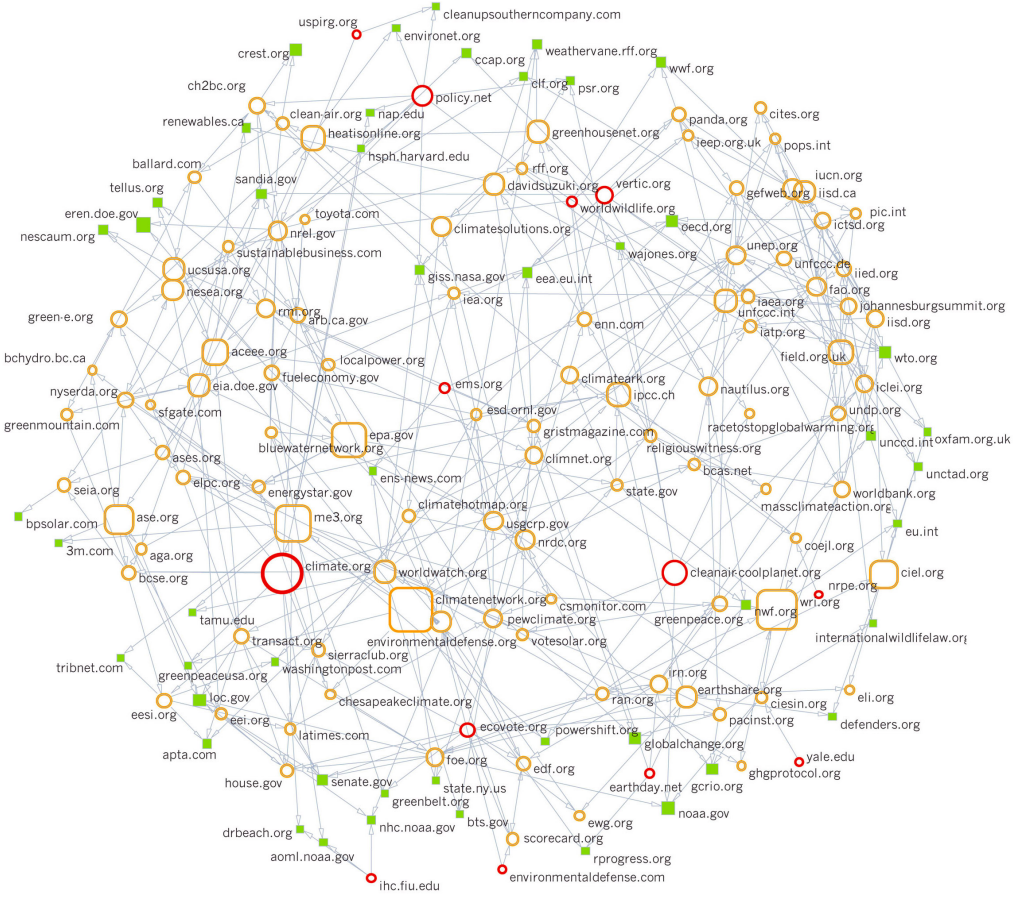 cleanupsoutherncompany.com
uspirg.org
environet.org
weathervane.rff.org
crest.org
ccap.org
wwf.org
clf.org
psr.org
ch2bc.org
policy.net
clean-air.org
nap.edu
cites.org
panda.org
renewables.ca
heatisonline.org
greenhousenet.org
ieep.org.uk
pops.int
hsph.harvard.edu
ballard.com
rff.org
iucn.org
sandia.gov
davidsuzuki.org
vertic.org
gefweb.org
iisd.ca
tellus.org
worldwildlife.org
eren.doe.gov
toyota.com
pic.int
ictsd.org
nescaum.org
nrel.gov
climatesolutions.org
oecd.org
unep.org
sustainablebusiness.com
wajones.org
unfccc.de
ucsusa.org
giss.nasa.gov
eea.eu.int
iied.org
nesea.org
iea.org
iaea.org
fao.org
rmi.org
arb.ca.gov
unfccc.int
johannesburgsummit.org
green-e.org
enn.com
iatp.org
iisd.org
aceee.org
field.org.uk
wto.org
bchydro.bc.ca
localpower.org
fueleconomy.gov
climateark.org
eia.doe.gov
ems.org
nautilus.org
iclei.org
nyserda.org
ipcc.ch
sfgate.com
esd.ornl.gov
undp.org
greenmountain.com
gristmagazine.com
racetostopglobalwarming.org
epa.gov
unccd.int
oxfam.org.uk
bluewaternetwork.org
religiouswitness.org
ases.org
climnet.org
bcas.net
unctad.org
ens-news.com
elpc.org
seia.org
energystar.gov
state.gov
worldbank.org
massclimateaction.org
climatehotmap.org
bpsolar.com
ase.org
me3.org
usgcrp.gov
eu.int
nrdc.org
coejl.org
3m.com
aga.org
climate.org
worldwatch.org
cleanair-coolplanet.org
ciel.org
bcse.org
nrpe.org
climatenetwork.org
csmonitor.com
wri.org
nwf.org
tamu.edu
pewclimate.org
greenpeace.org
transact.org
environmentaldefense.org
votesolar.org
internationalwildlifelaw.org
sierraclub.org
tribnet.com
greenpeaceusa.org
washingtonpost.com
irn.org
loc.gov
chesapeakeclimate.org
ran.org
earthshare.org
ciesin.org
eli.org
eesi.org
eei.org
pacinst.org
defenders.org
latimes.com
ecovote.org
powershift.org
globalchange.org
apta.com
foe.org
edf.org
yale.edu
house.gov
senate.gov
state.ny.us
earthday.net
gcrio.org
ghgprotocol.org
greenbelt.org
noaa.gov
nhc.noaa.gov
bts.gov
ewg.org
drbeach.org
scorecard.org
aoml.noaa.gov
rprogress.org
ihc.fiu.edu
environmentaldefense.com